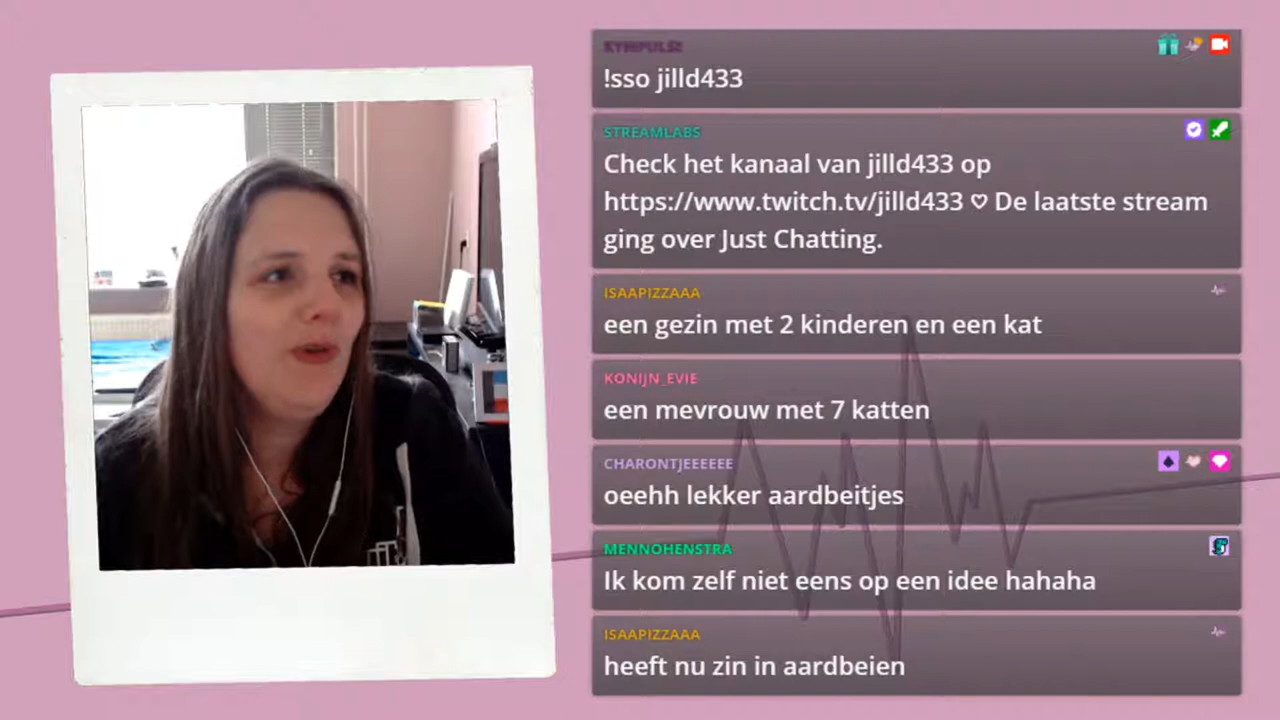 !sso jilld433
STREAMLABS
Check het kanaal van jilld433 op
https://www.twitch.tv/jilld433 ♡ De laatste stream
ging over Just Chatting.
ISAAPIZZAAA
een gezin met 2 kinderen en een kat
KONIJN_EVIE
een mevrouw met 7 katten
CHARONTJEEEEEE
oeehh lekker aardbeitjes
MENNOHENSTRA
Ik kom zelf niet eens op een idee hahaha
ISAAPIZZAAA
heeft nu zin in aardbeien